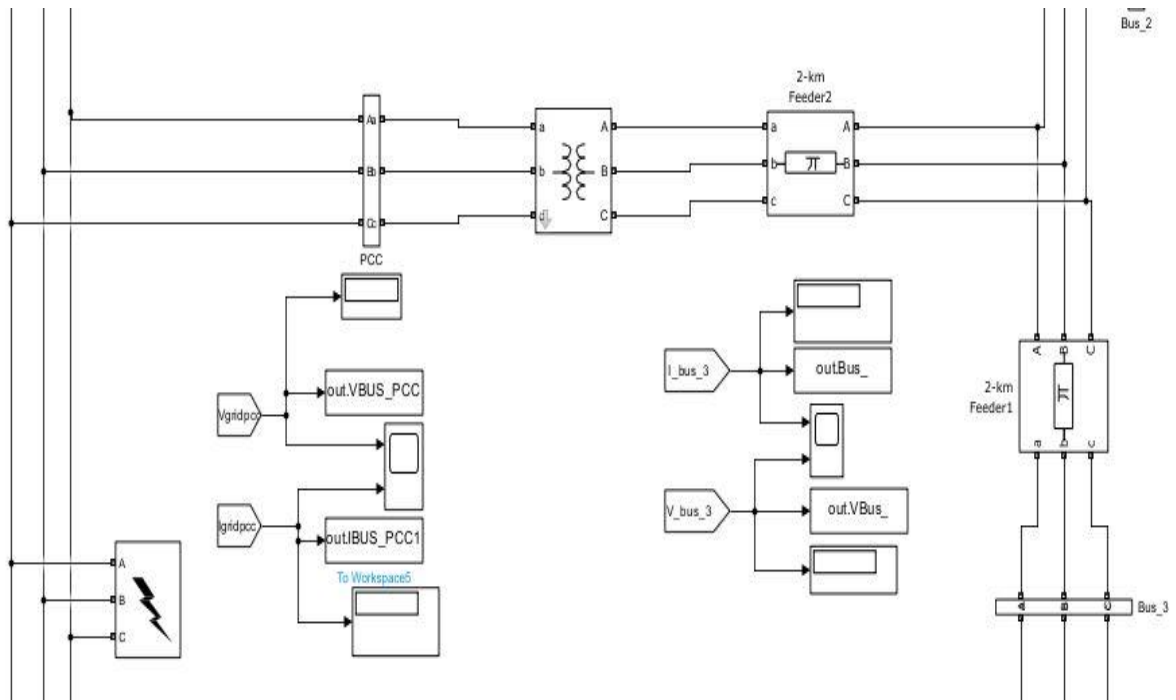 Bus_2
2-km
Feeder2
Aa
a
A
a
A
Bb
b
B
b
B
Cc
C
c
C
PCC
A
B
C
2-km
Feeder1
a
b
c
I_bus_3
out.Bus_
out.VBUS_PCC
Vgridpcc
V_bus_3
out.VBus_
Igridpcc
out.IBUS_PCC1
To Workspace5
A
B
C
A
B
C
Bus_3